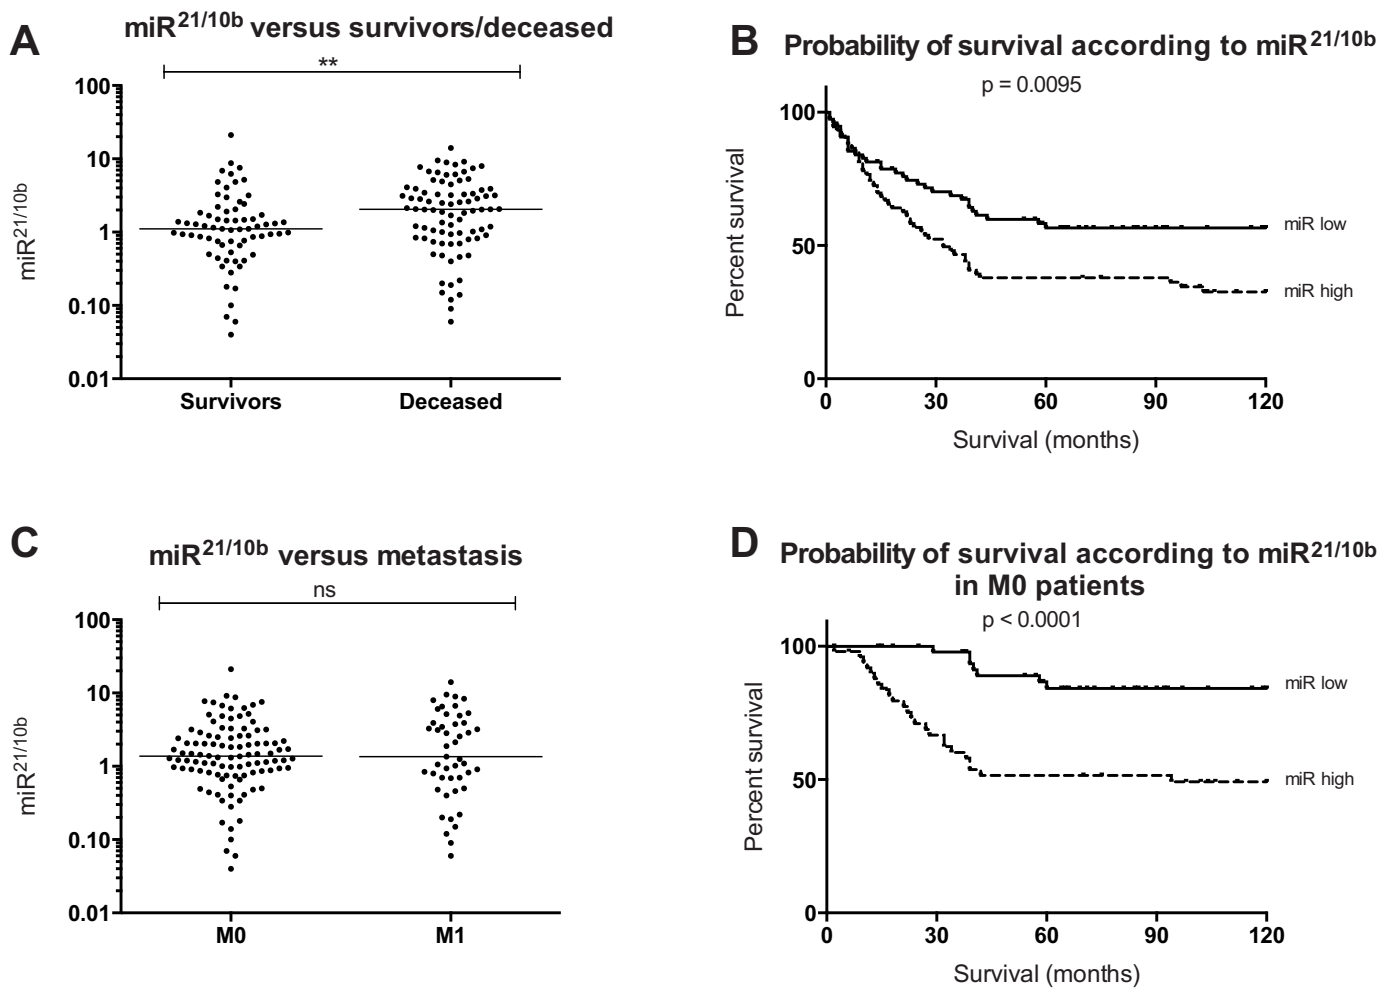 A
miR21/10b versus survivors/deceased
**
100
10
1
0.10
0.01
miR21/10b
Survivors
Deceased
B
Probability of survival according to miR21/10b
p = 0.0095
100
50
0
Percent survival
miR low
miR high
0 30 60 90 120
Survival (months)
C
miR21/10b versus metastasis
ns
100
10
1
0.10
0.01
miR21/10b
M0
M1
D
Probability of survival according to miR21/10b
in M0 patients
p < 0.0001
100
50
0
Percent survival
miR low
miR high
0 30 60 90 120
Survival (months)